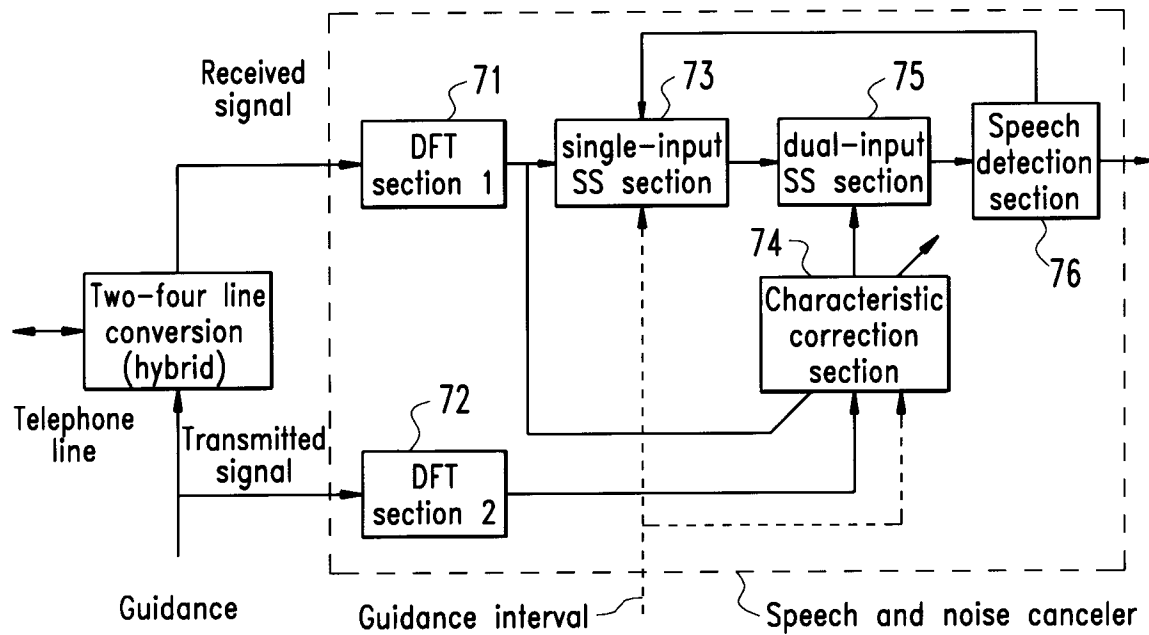 Received
signal
71
DFT
section 1
73
single-input
SS section
75
dual-input
SS section
Speech
detection
section
76
74
Characteristic
correction
section
Two-four line
conversion
(hybrid)
Telephone
line
Transmitted
signal
72
DFT
section 2
Guidance
Guidance interval
Speech and noise canceler